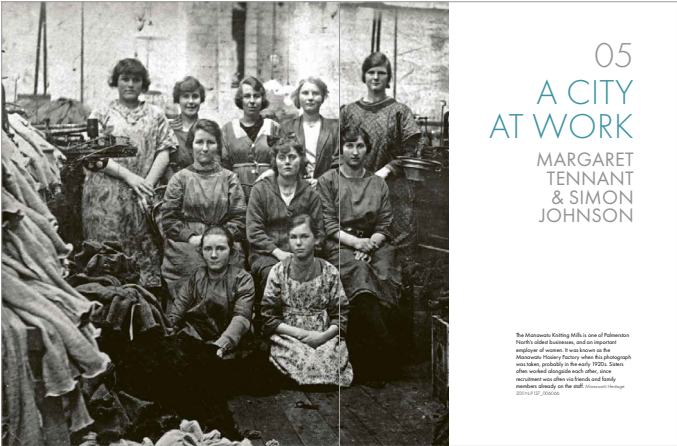 05
A CITY
AT WORK
MARGARET
TENNANT
& SIMON
JOHNSON
The Manawatu Knitting Mills is one of Palmerston
North's oldest businesses, and an important
employer of women. It was known as the
Manawatu Hosiery Factory when this photograph
was taken, probably in the early 1920s. Sisters
often worked alongside each other, since
recruitment was often via friends and family
members already on the staff. Manawatū Heritage